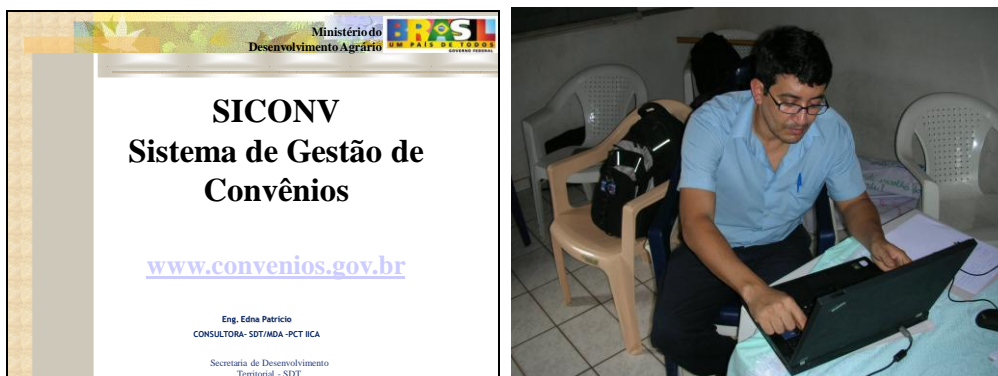 Ministério do
Desenvolvimento Agrário
BRASIL
UM PAÍS DE TODOS
GOVERNO FEDERAL
SICONV
Sistema de Gestão de
Convênios
www.convenios.gov.br
Eng. Edna Patricio
CONSULTORA- SDT/MDA -PCT IICA
Secretaria de Desenvolvimento
Territorial - SDT